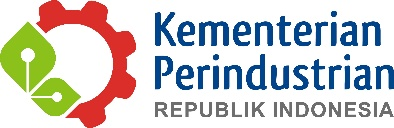 Kementerian
Perindustrian
REPUBLIK INDONESIA